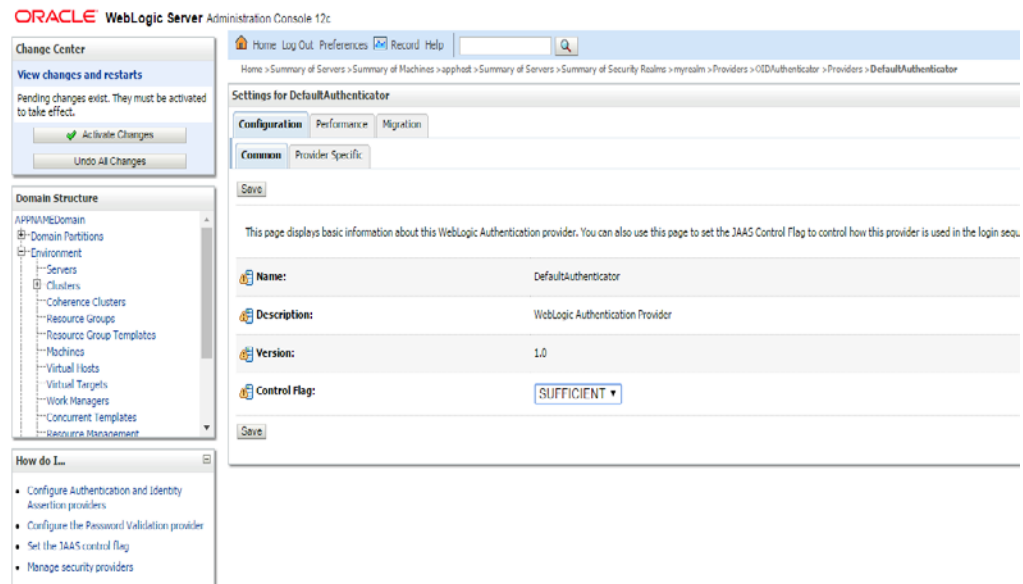 ORACLE WebLogic Server Administration Console 12c
Change Center
View changes and restarts
Pending changes exist. They must be activated
to take effect.
Activate Changes
Undo All Changes
Domain Structure
APPNAMEDomain
Domain Partitions
Environment
Servers
Clusters
Coherence Clusters
Resource Groups
Resource Group Templates
Machines
Virtual Hosts
Virtual Targets
Work Managers
Concurrent Templates
Resource Management
How do I...
Configure Authentication and Identity
Assertion providers
Configure the Password Validation provider
Set the JAAS control flag
Manage security providers
Home Log Out Preferences Record Help
Home >Summary of Servers >Summary of Machines >apphost >Summary of Servers >Summary of Security Realms >myrealm >Providers >OIDAuthenticator >Providers >DefaultAuthenticator
Settings for DefaultAuthenticator
Configuration Performance Migration
Common Provider Specific
Save
This page displays basic information about this WebLogic Authentication provider. You can also use this page to set the JAAS Control Flag to control how this provider is used in the login sequ
Name: DefaultAuthenticator
Description: WebLogic Authentication Provider
Version: 1.0
Control Flag: SUFFICIENT
Save